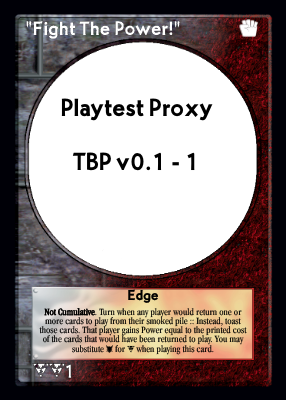 "Fight The Power!"
Playtest Proxy
TBP v0.1 - 1
Edge
Not Cumulative. Turn when any player would return one or
more cards to play from their smoked pile :: Instead, toast
those cards. That player gains Power equal to the printed cost
of the cards that would have been returned to play. You may
substitute for when playing this card.
1